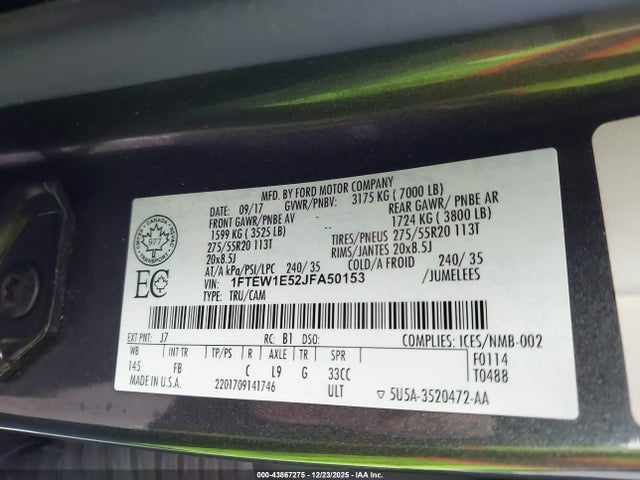 MFD. BY FORD MOTOR COMPANY
DATE: 09/17 GVWR/PNBV: 3175 KG ( 7000 LB)
FRONT GAWR/PNBE AV REAR GAWR/ PNBE AR
1599 KG ( 3525 LB) 1724 KG ( 3800 LB)
275/55R20 113T TIRES/PNEUS 275/55R20 113T
20x8.5J RIMS/JANTES 20x8.5J
AT/A kPa/PSI/LPC 240/ 35 COLD/A FROID 240/ 35
VIN: 1FTEW1E52JFA50153 /JUMELEES
TYPE: TRU/CAM
CANADA
977
EC
EXT PNT: J7 RC: B1 DSO: COMPLIES: ICES/NMB-002
WB INT TR TP/PS R AXLE TR SPR F0114
145 FB C L9 G 33CC T0488
MADE IN U.S.A. 2201709141746 ULT ▽ 5U5A-3520472-AA
000-43867275 - 12/23/2025 - IAA Inc.